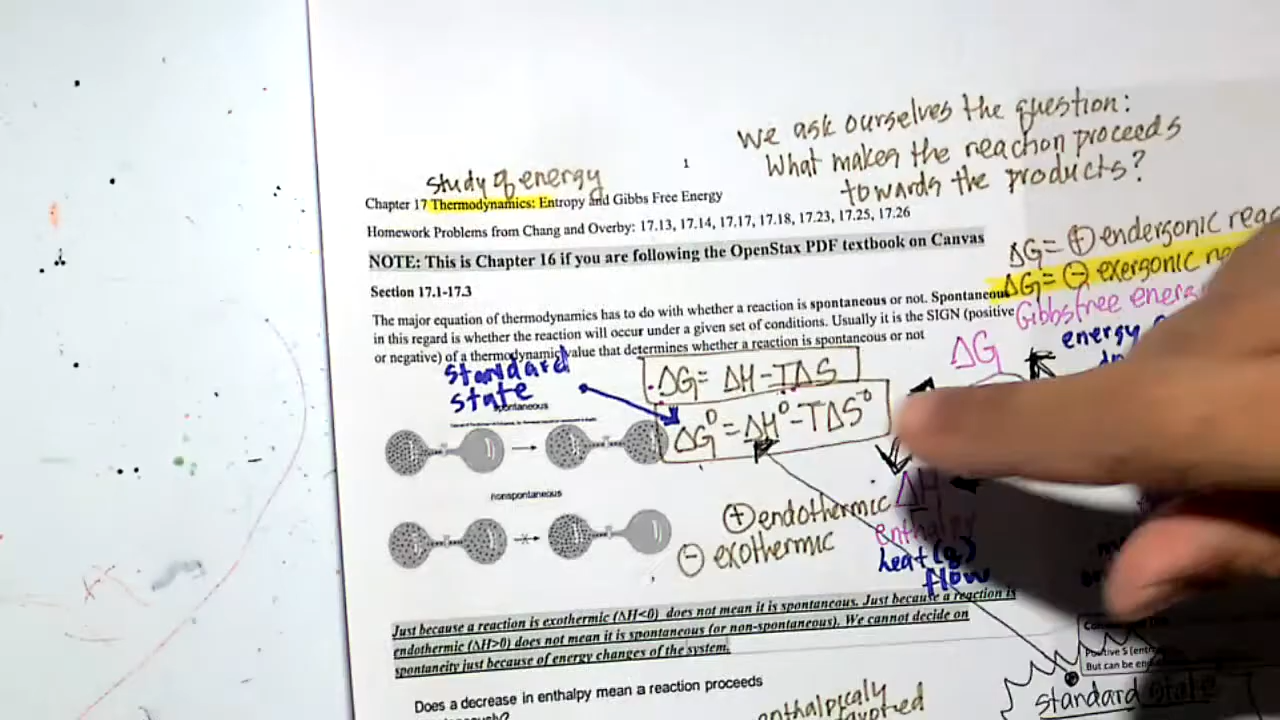 We ask ourselves the question:
What makes the reaction proceeds
towards the products?
1
study of energy
Chapter 17 Thermodynamics: Entropy and Gibbs Free Energy
Homework Problems from Chang and Overby: 17.13, 17.14, 17.17, 17.18, 17.23, 17.25, 17.26
NOTE: This is Chapter 16 if you are following the OpenStax PDF textbook on Canvas
ΔG= ⊕ endergonic
ΔG= ⊖ exergonic
Section 17.1-17.3
The major equation of thermodynamics has to do with whether a reaction is spontaneous or not. Spontaneous
in this regard is whether the reaction will occur under a given set of conditions. Usually it is the SIGN (positive
or negative) of a thermodynamic value that determines whether a reaction is spontaneous or not
Gibbs free energy
ΔG
energy
standard
state
ΔG= ΔH-TΔS
ΔG⁰ = ΔH⁰ - TΔS⁰
spontaneous
nonspontaneous
⊕ endothermic
⊖ exothermic
ΔH
enthalpy
heat (q)
flow
Just because a reaction is exothermic (ΔH<0) does not mean it is spontaneous. Just because a reaction is
endothermic (ΔH>0) does not mean it is spontaneous (or non-spontaneous). We cannot decide on
spontaneity just because of energy changes of the system.
Positive S
But can be
standard state
Does a decrease in enthalpy mean a reaction proceeds
enthalpically
favored